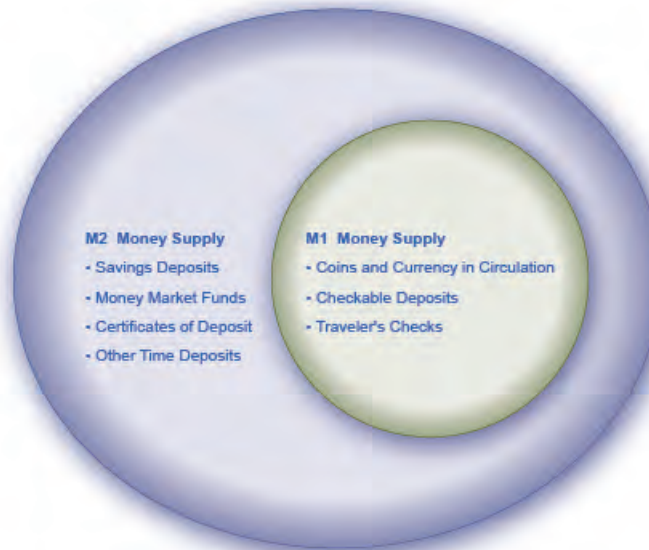 M2 Money Supply
• Savings Deposits
• Money Market Funds
• Certificates of Deposit
• Other Time Deposits
M1 Money Supply
• Coins and Currency in Circulation
• Checkable Deposits
• Traveler's Checks